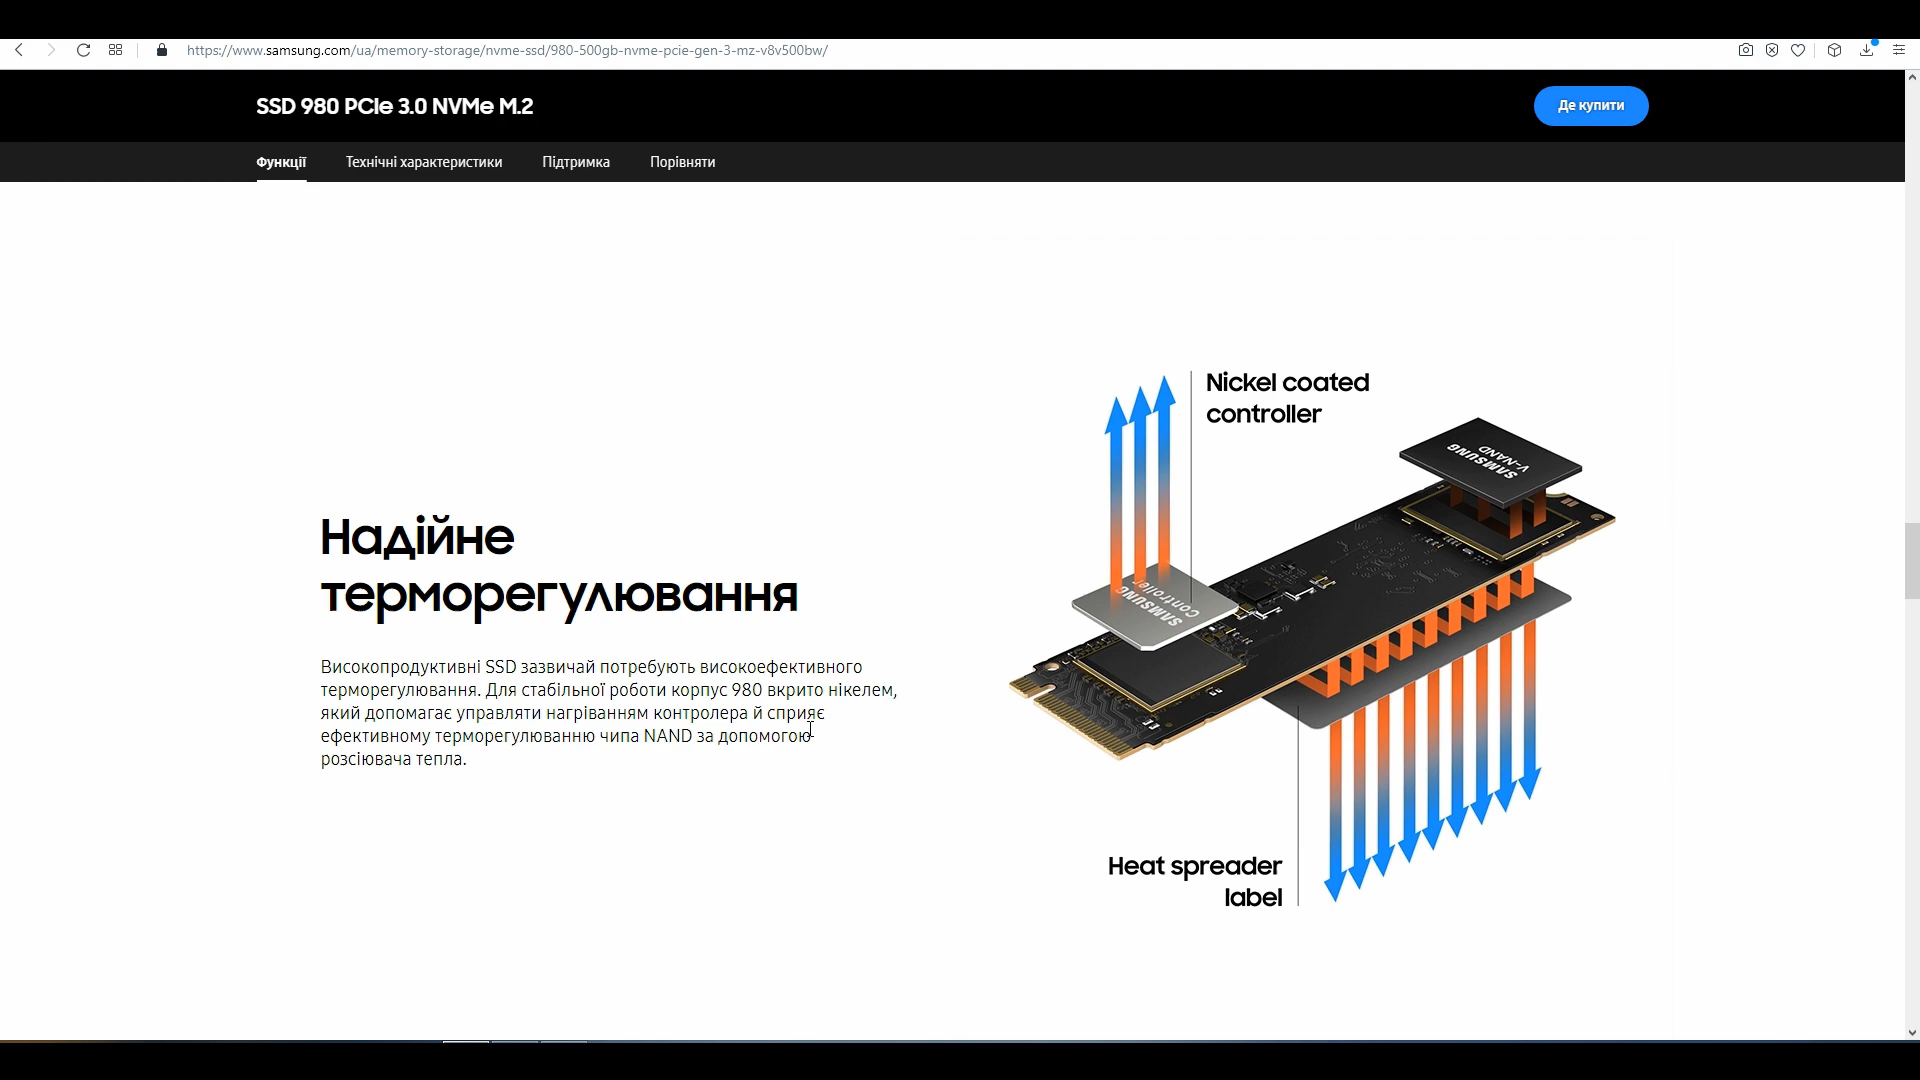 https://www.samsung.com/ua/memory-storage/nvme-ssd/980-500gb-nvme-pcie-gen-3-mz-v8v500bw/
SSD 980 PCIe 3.0 NVMe M.2
Де купити
Функції Технічні характеристики Підтримка Порівняти
Nickel coated
controller
SAMSUNG
V-NAND
SAMSUNG
Controller
Надійне
терморегулювання
Високопродуктивні SSD зазвичай потребують високоефективного
терморегулювання. Для стабільної роботи корпус 980 вкрито нікелем,
який допомагає управляти нагріванням контролера й сприяє
ефективному терморегулюванню чипа NAND за допомогою
розсіювача тепла.
Heat spreader
label